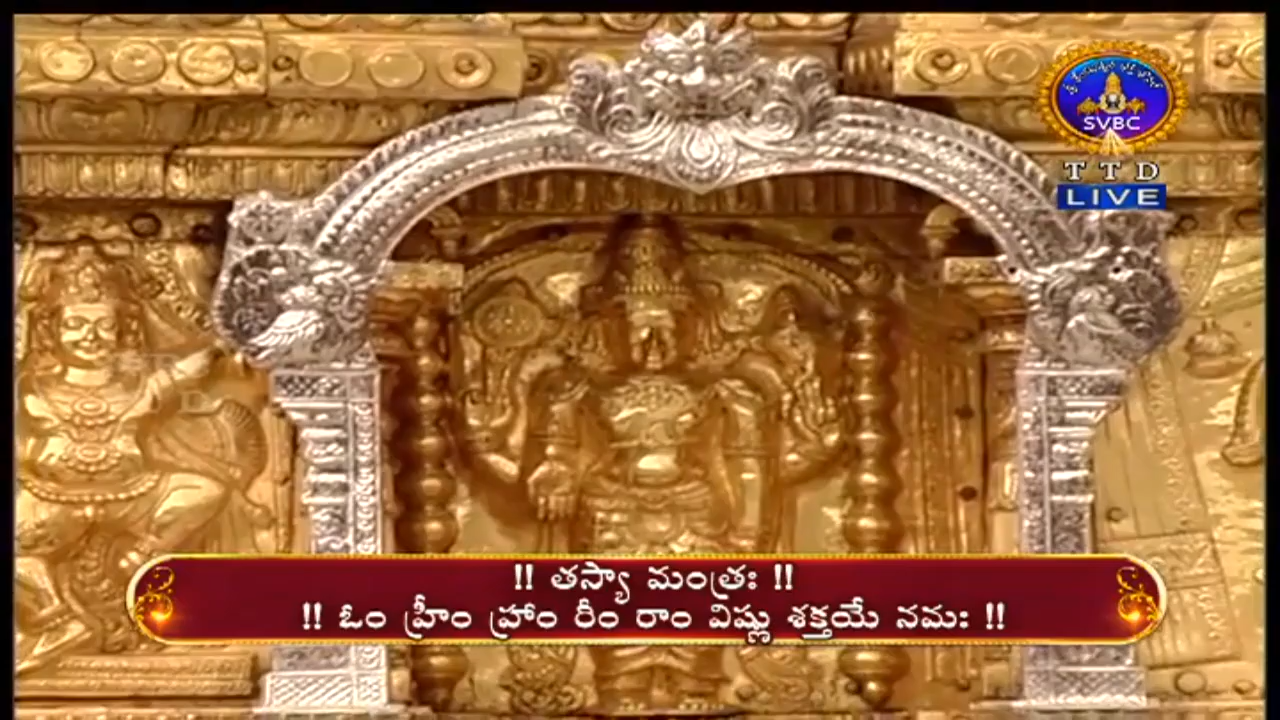 SVBC
TTD
LIVE
!! తస్యా మంత్రః !!
!! ఓం హ్రీం హ్రాం రీం రాం విష్ణు శక్తయే నమః !!